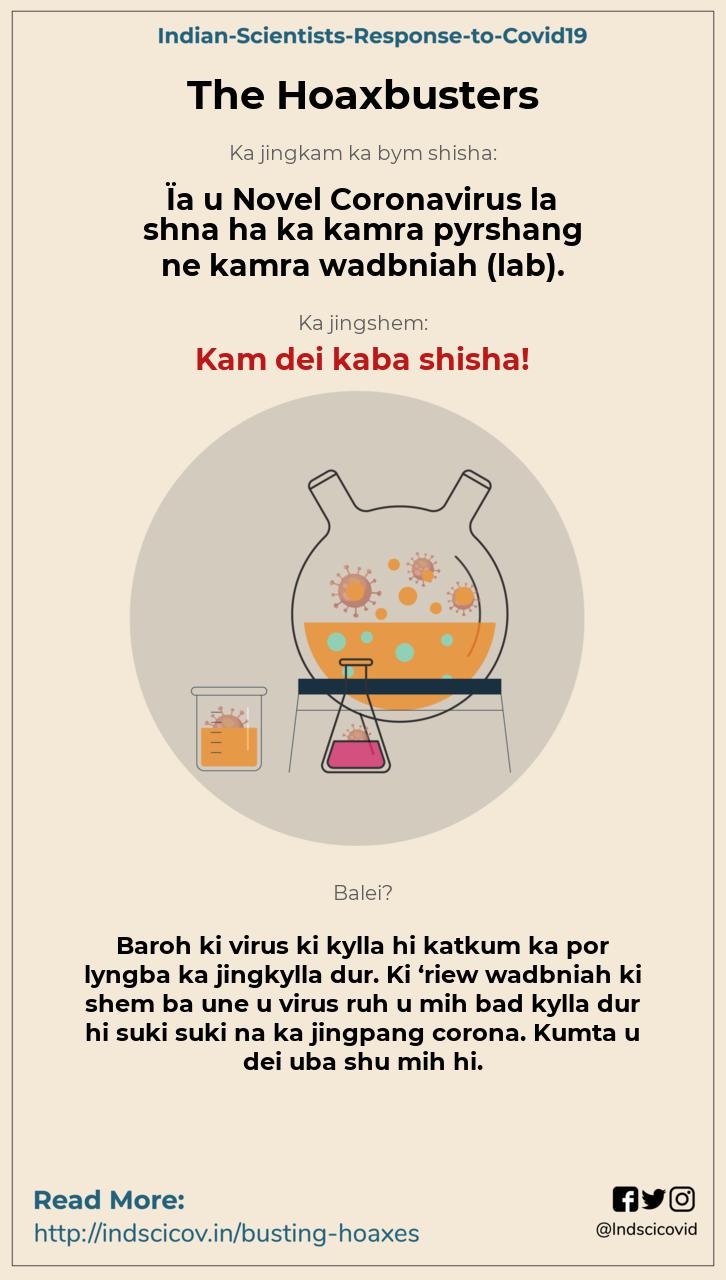 Indian-Scientists-Response-to-Covid19
The Hoaxbusters
Ka jingkam ka bym shisha:
Ïa u Novel Coronavirus la
shna ha ka kamra pyrshang
ne kamra wadbniah (lab).
Ka jingshem:
Kam dei kaba shisha!
Balei?
Baroh ki virus ki kylla hi katkum ka por
lyngba ka jingkylla dur. Ki ‘riew wadbniah ki
shem ba une u virus ruh u mih bad kylla dur
hi suki suki na ka jingpang corona. Kumta u
dei uba shu mih hi.
Read More:
http://indscicov.in/busting-hoaxes
@Indscicovid